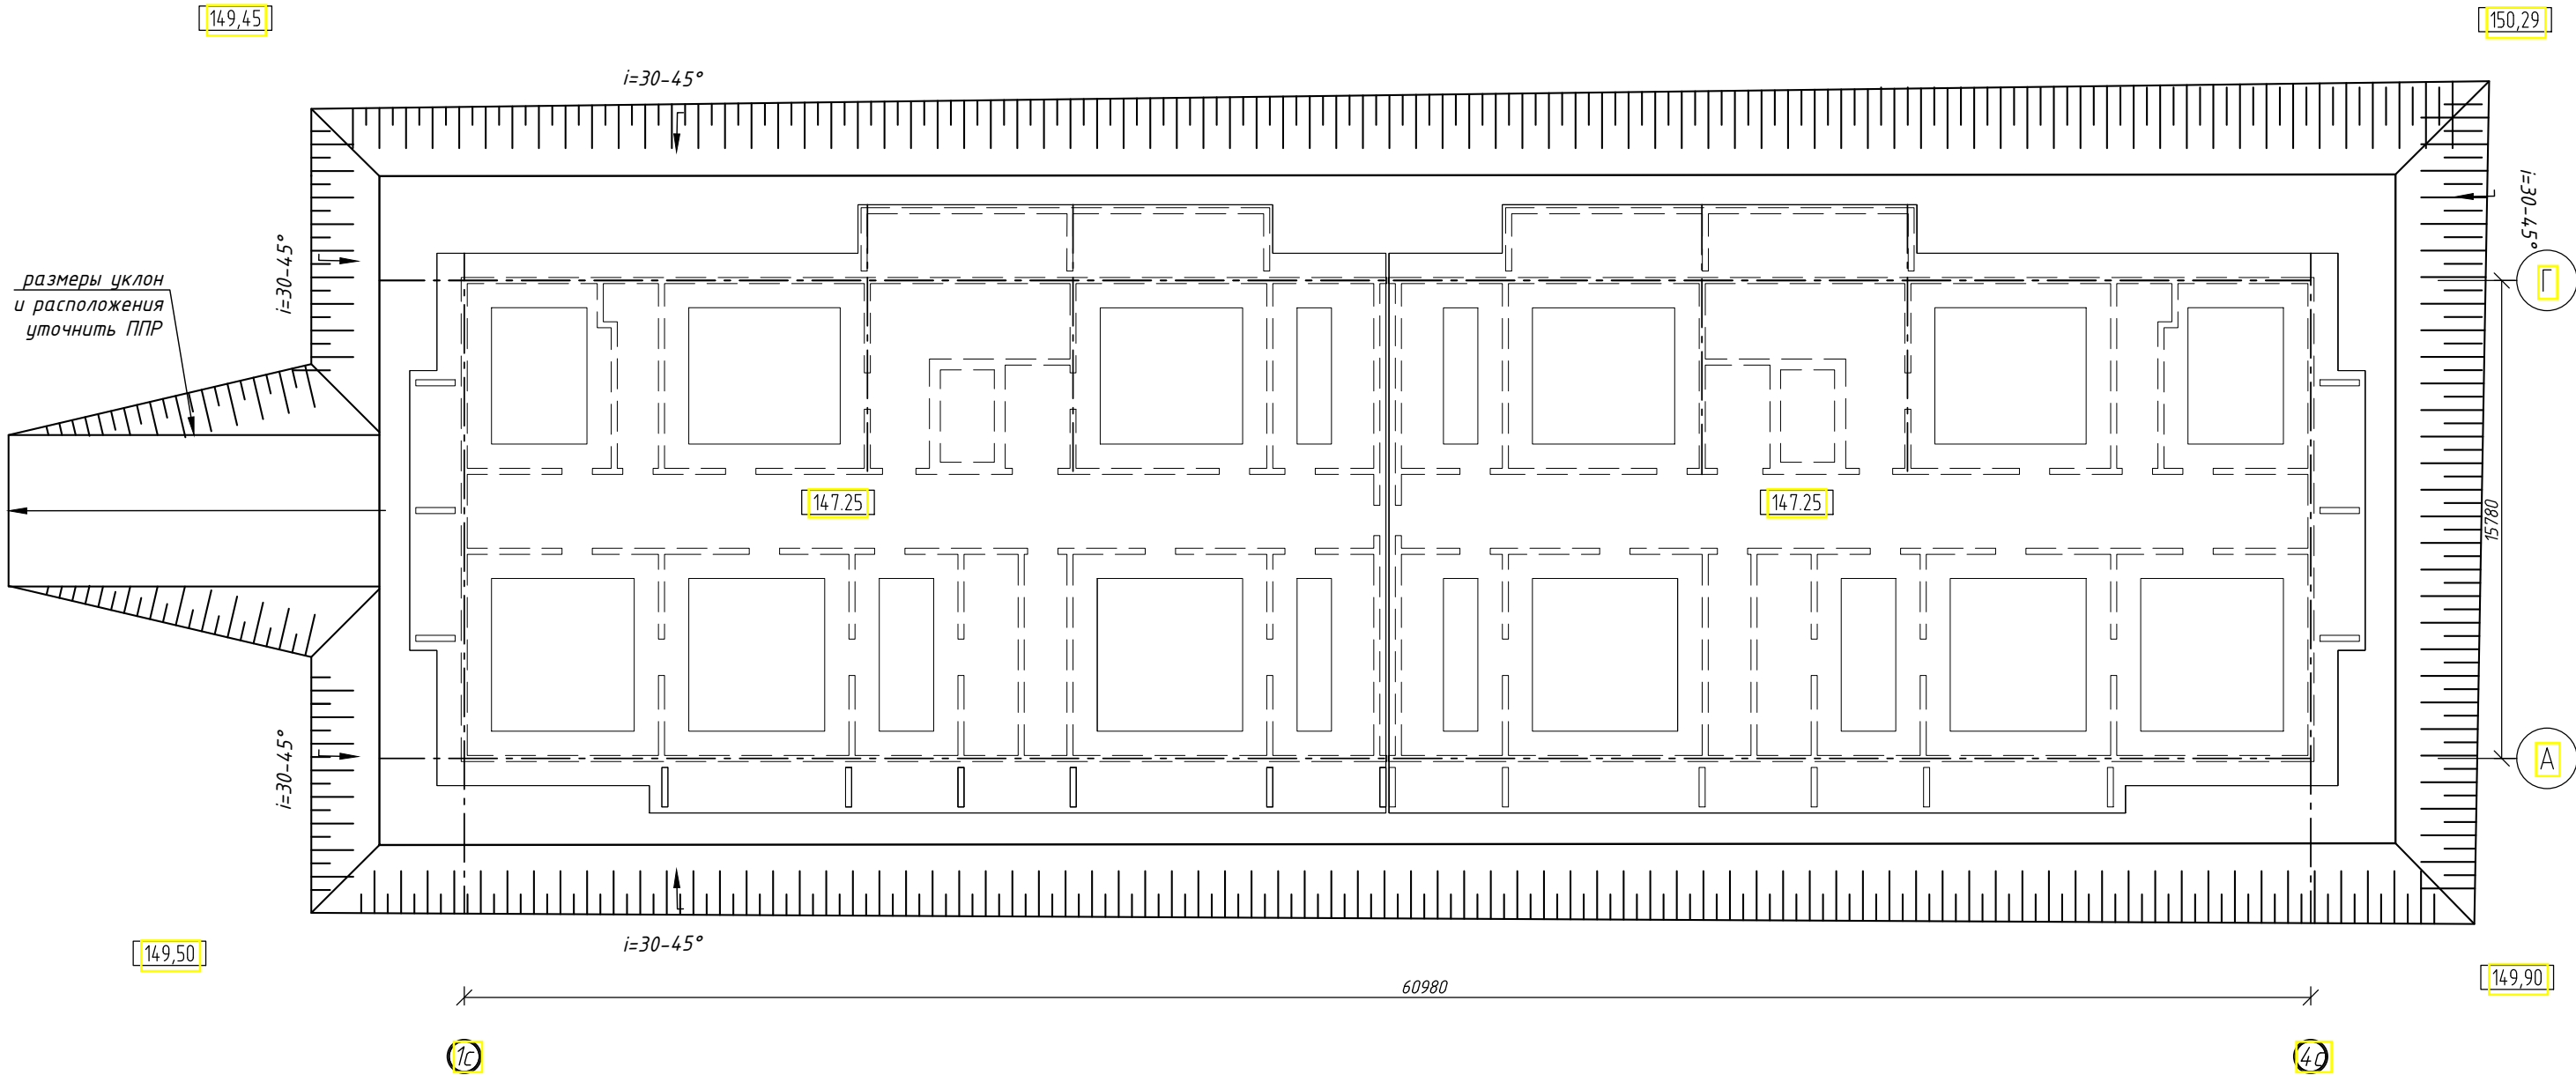 149,45
150,29
i=30-45°
i=30-45°
i=30-45°
размеры уклон
и расположения
уточнить ППР
Г
147.25
147.25
15780
А
i=30-45°
i=30-45°
149,50
149,90
60980
1с
4с